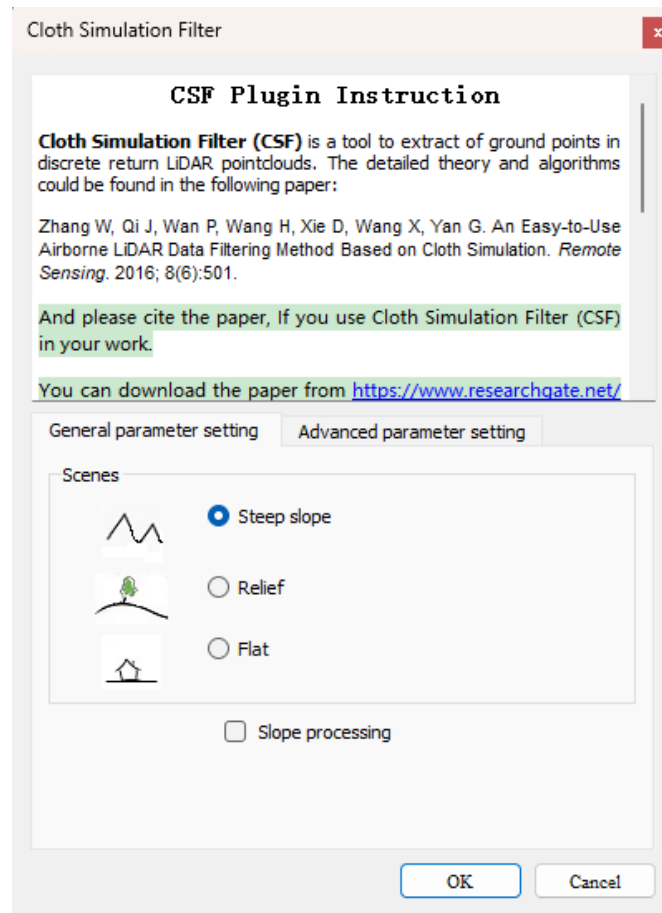 Cloth Simulation Filter
x
CSF Plugin Instruction
Cloth Simulation Filter (CSF) is a tool to extract of ground points in
discrete return LiDAR pointclouds. The detailed theory and algorithms
could be found in the following paper:
Zhang W, Qi J, Wan P, Wang H, Xie D, Wang X, Yan G. An Easy-to-Use
Airborne LiDAR Data Filtering Method Based on Cloth Simulation. Remote
Sensing. 2016; 8(6):501.
And please cite the paper, If you use Cloth Simulation Filter (CSF)
in your work.
You can download the paper from https://www.researchgate.net/
General parameter setting
Advanced parameter setting
Scenes
Steep slope
Relief
Flat
Slope processing
OK
Cancel